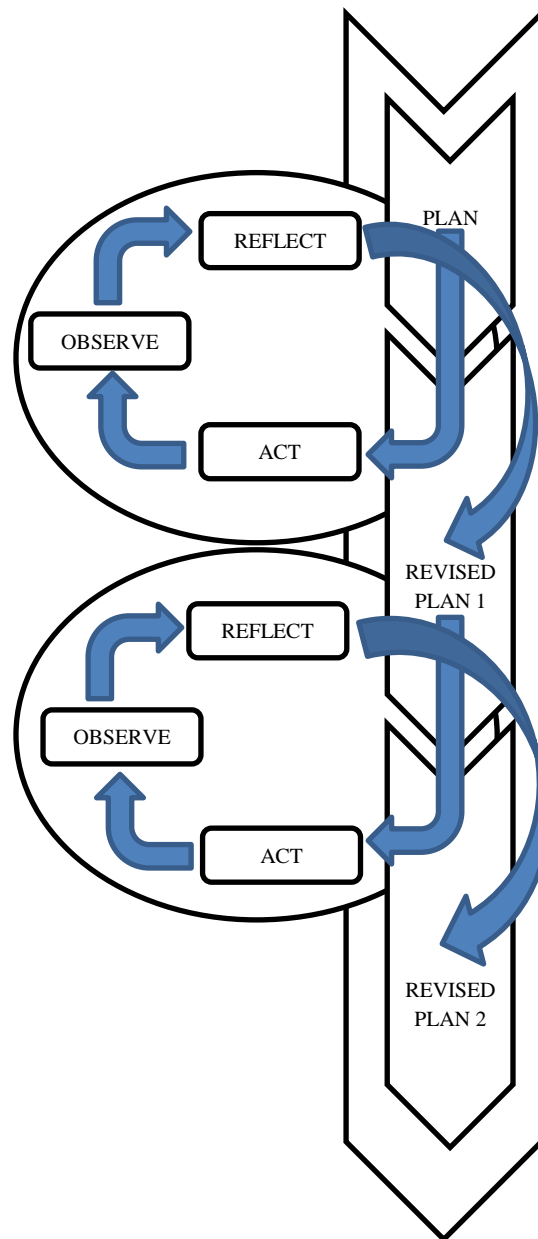 PLAN
REFLECT
OBSERVE
ACT
REVISED
PLAN 1
REFLECT
OBSERVE
ACT
REVISED
PLAN 2